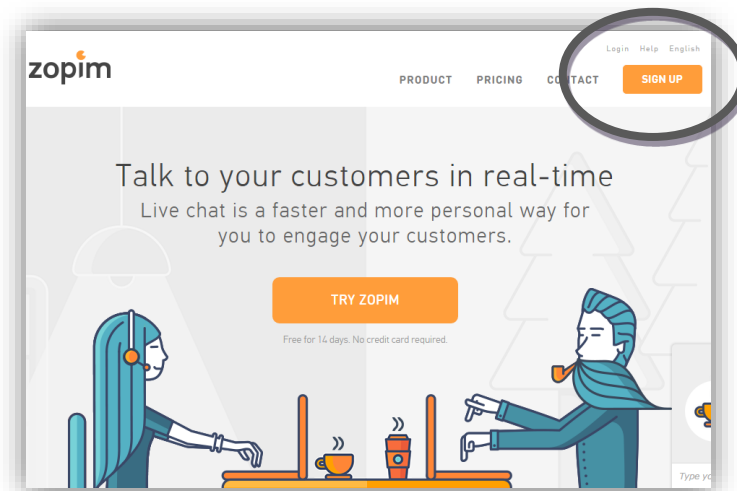 Login Help English
zopim
PRODUCT PRICING CONTACT SIGN UP
Talk to your customers in real-time
Live chat is a faster and more personal way for
you to engage your customers.
TRY ZOPIM
Free for 14 days. No credit card required.
Type yo